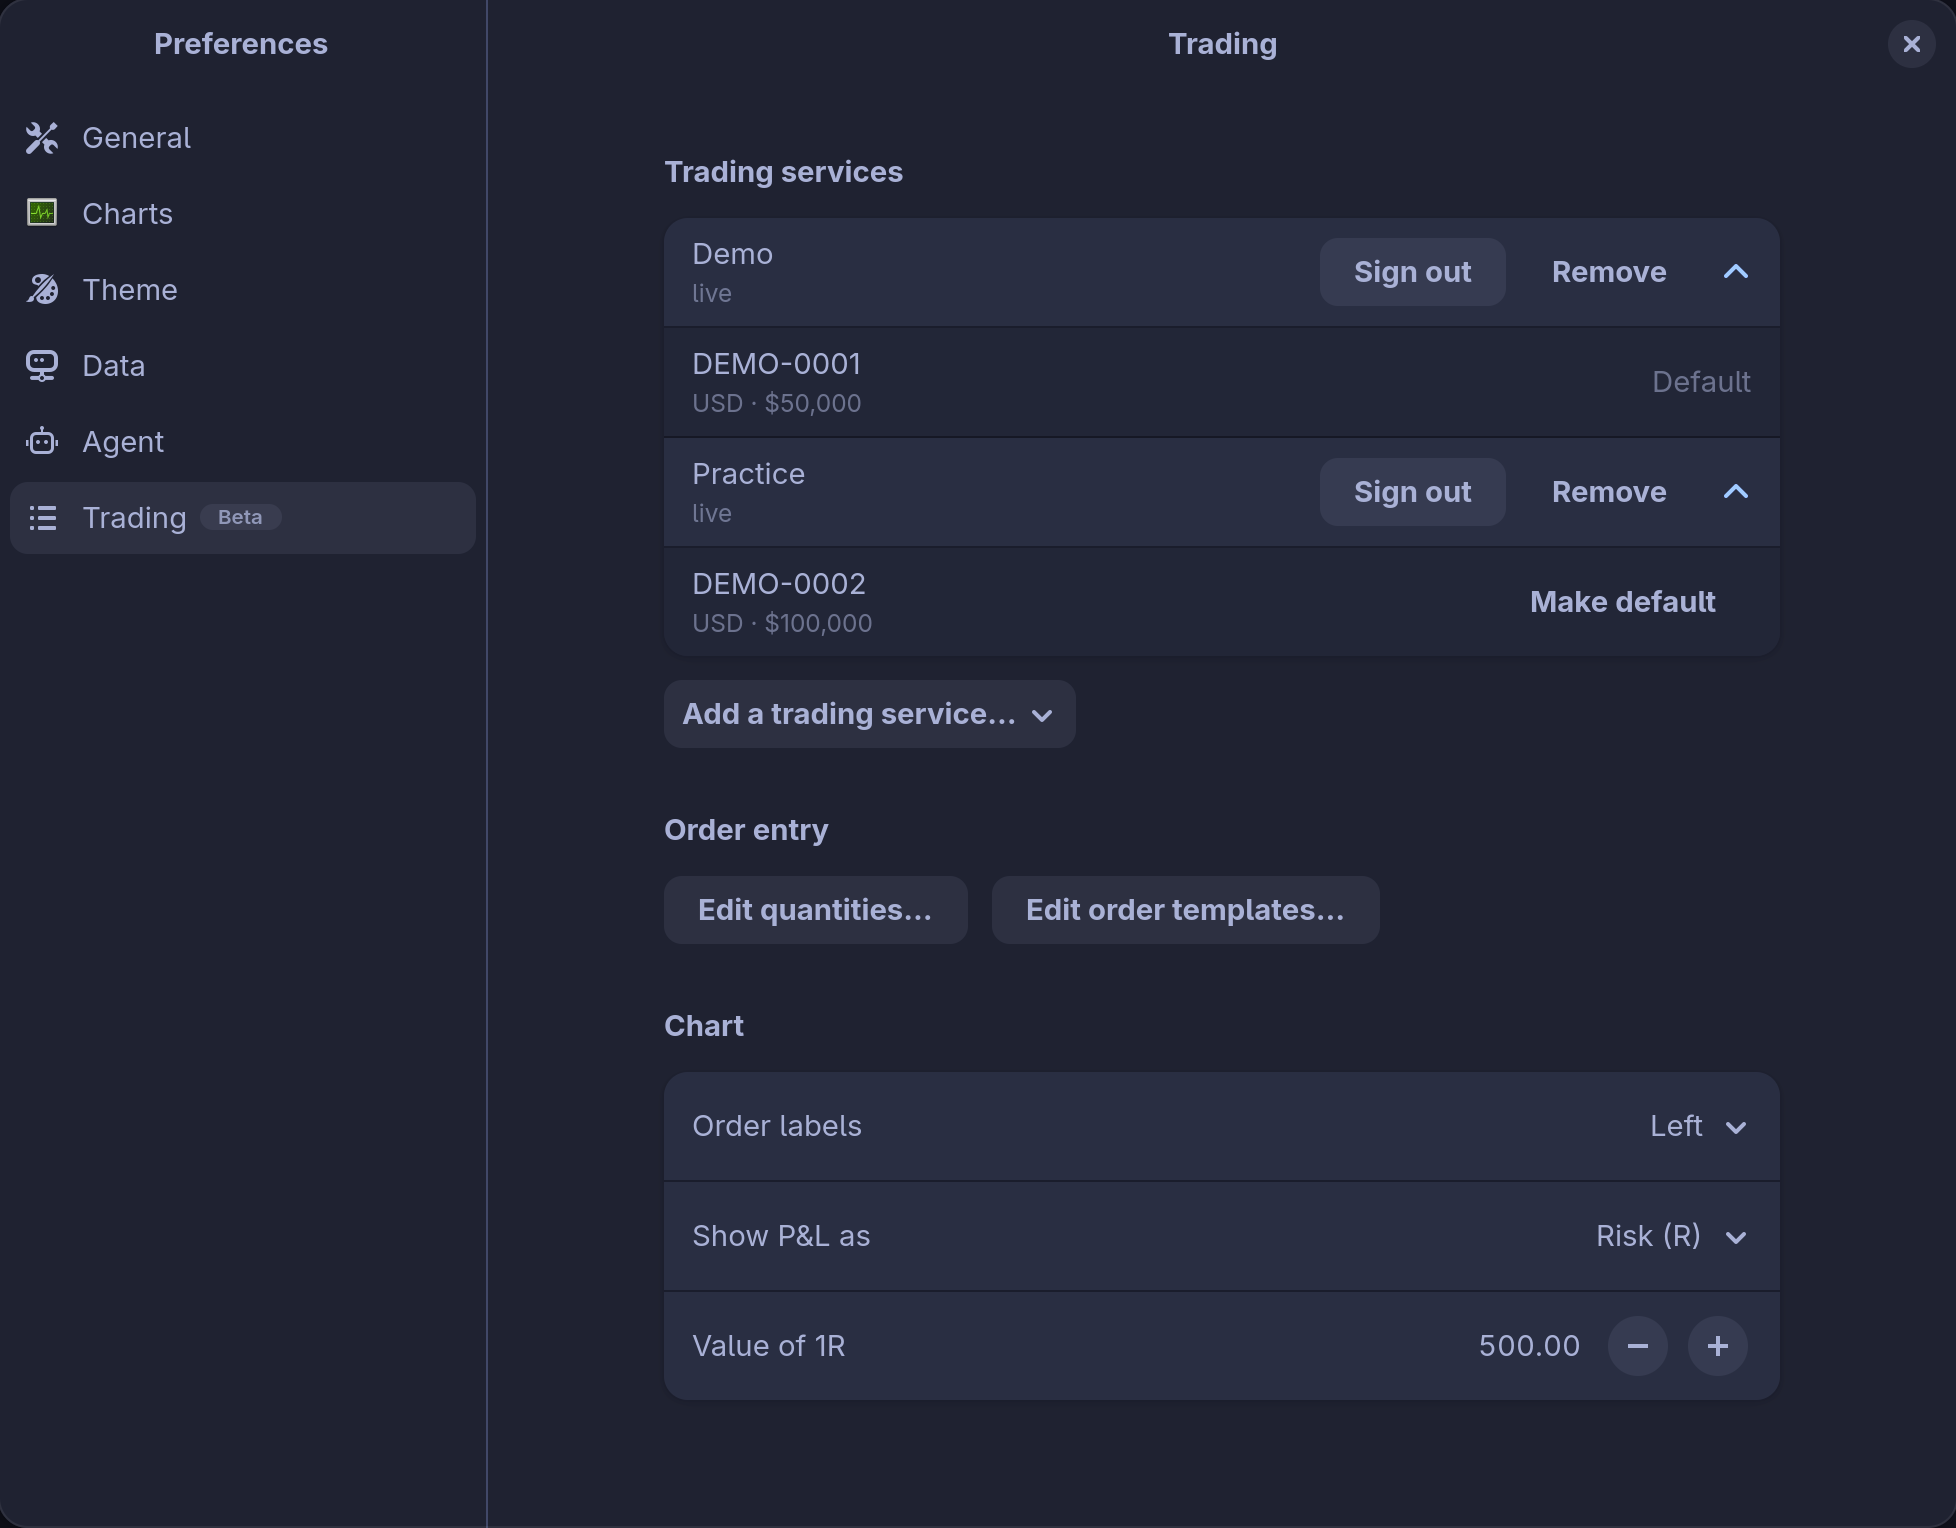 Preferences
Trading
General
Charts
Theme
Data
Agent
Trading Beta
Trading services
Demo
live
Sign out
Remove
DEMO-0001
USD · $50,000
Default
Practice
live
Sign out
Remove
DEMO-0002
USD · $100,000
Make default
Add a trading service...
Order entry
Edit quantities...
Edit order templates...
Chart
Order labels
Left
Show P&L as
Risk (R)
Value of 1R
500.00